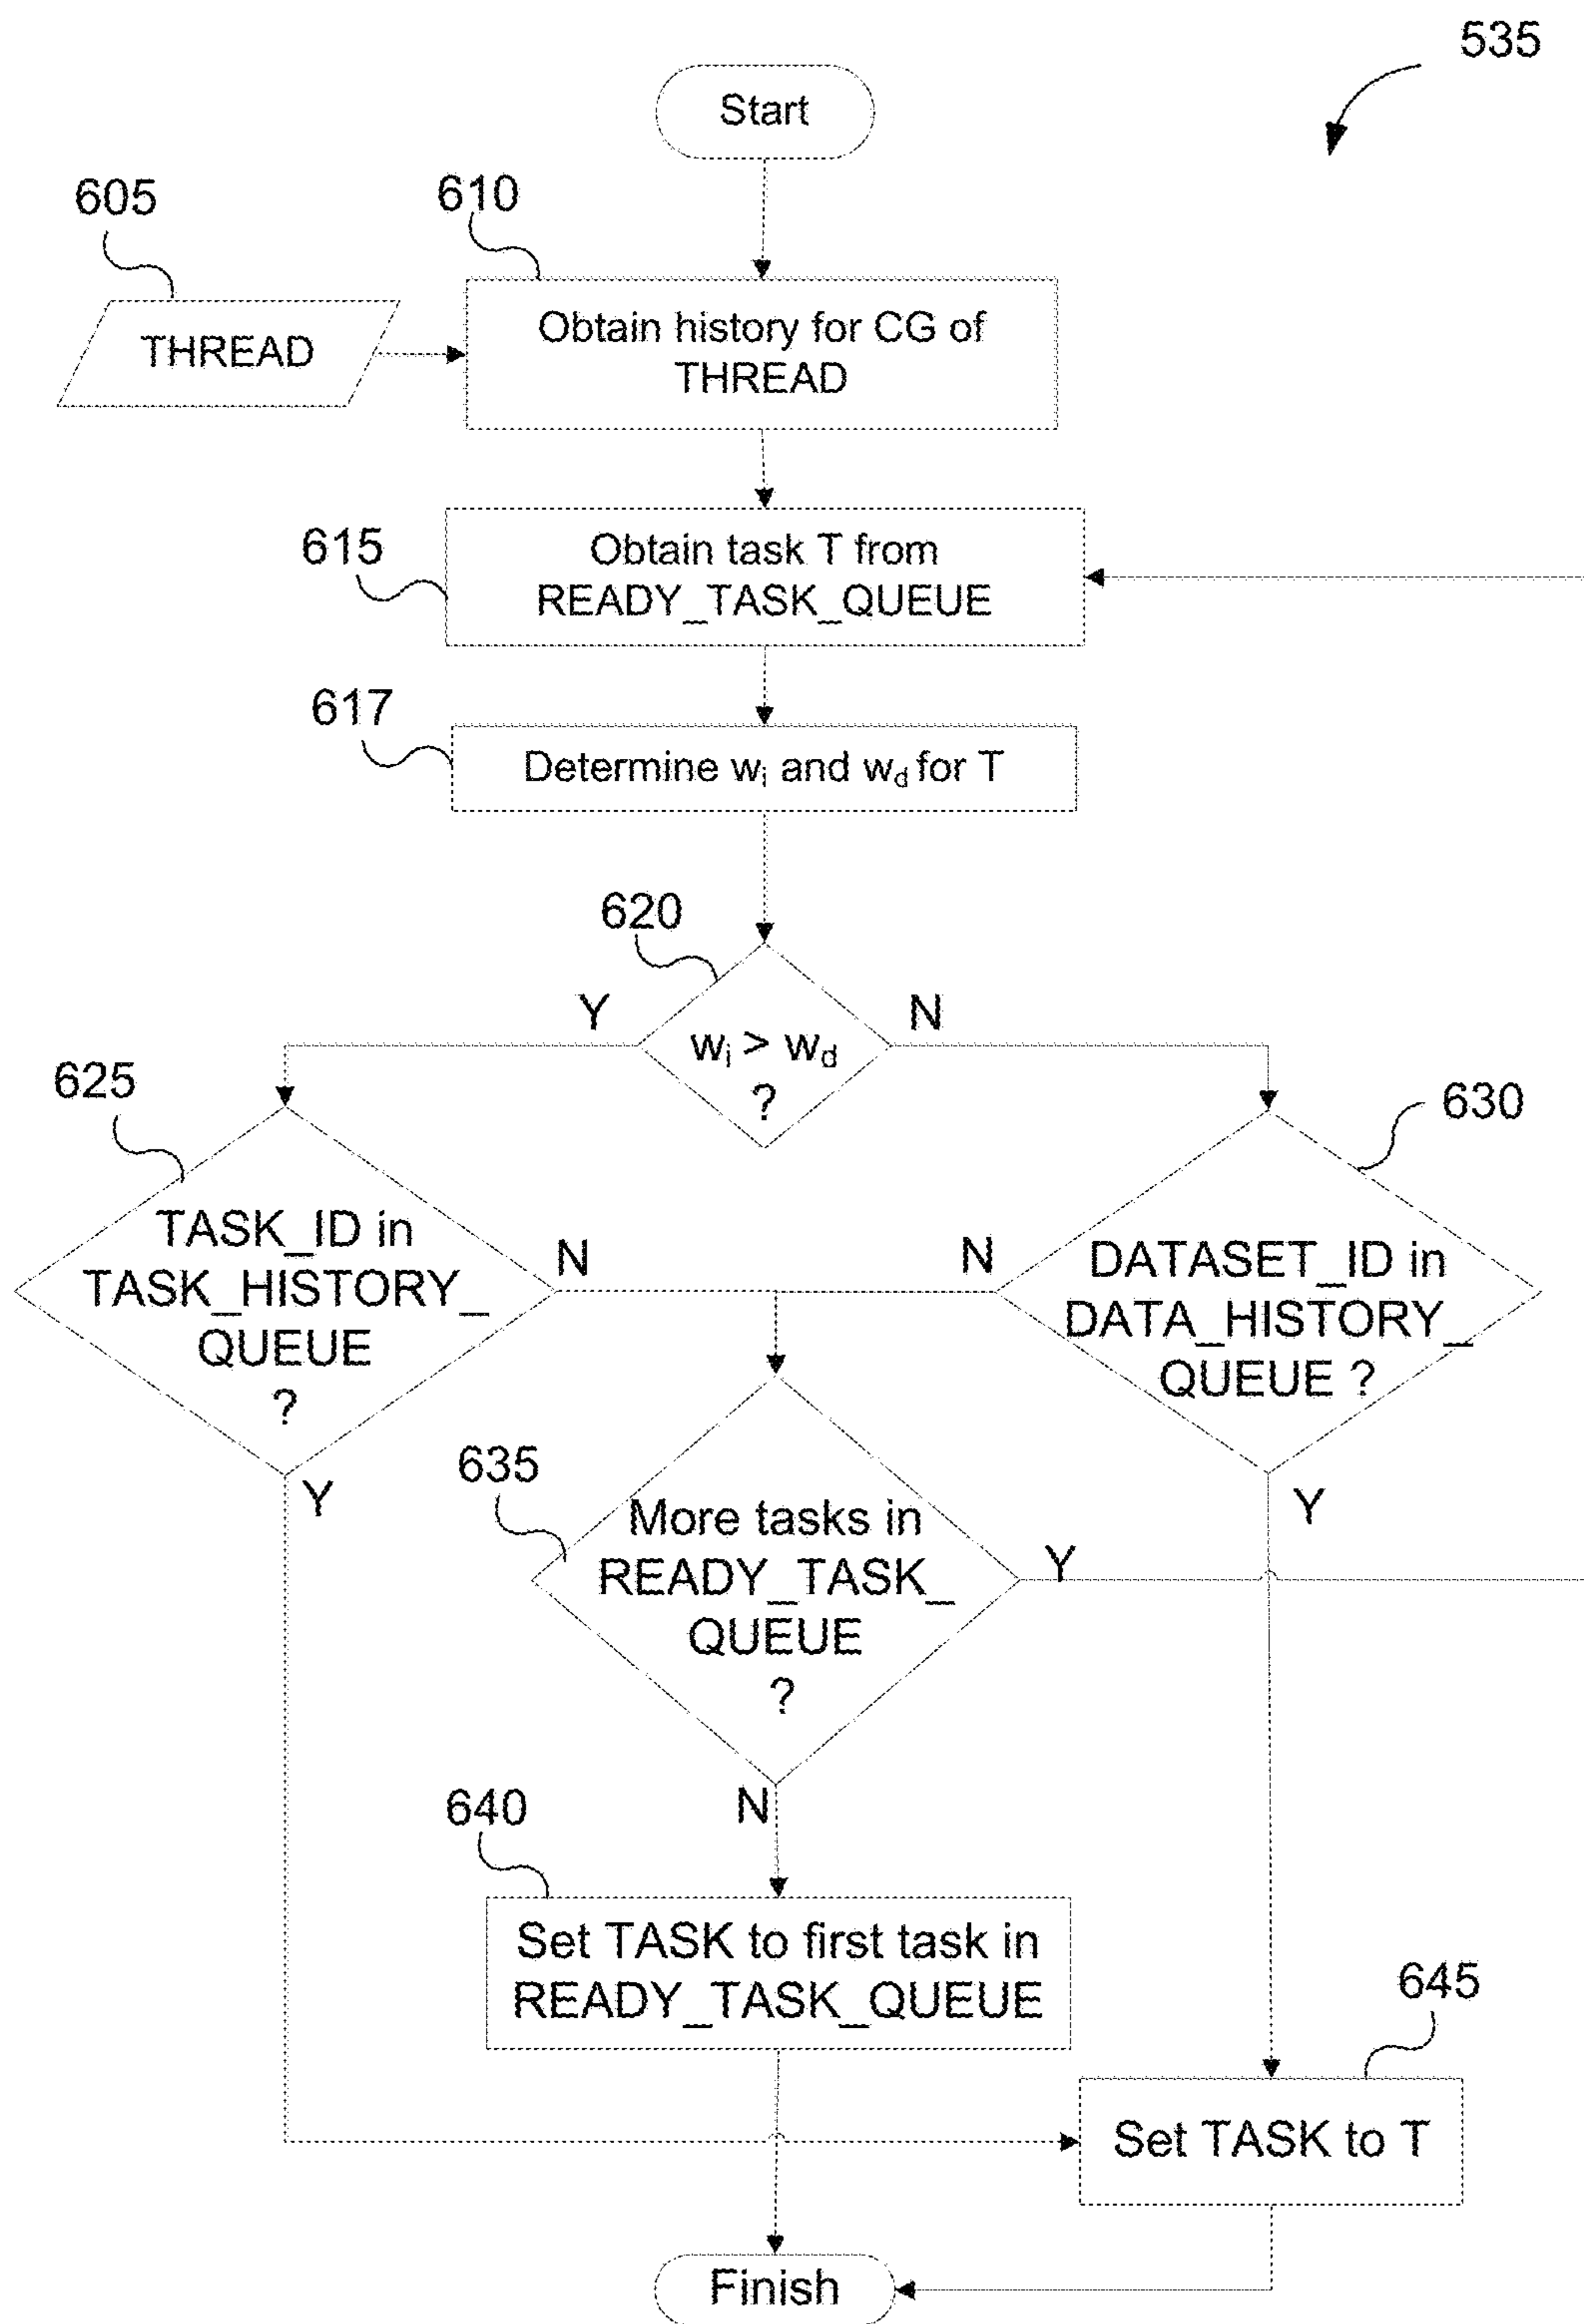 535
Start
605
610
THREAD
Obtain history for CG of
THREAD
615
Obtain task T from
READY_TASK_QUEUE
617
Determine wi and wd for T
620
Y
N
wi > wd
?
625
630
TASK_ID in
TASK_HISTORY_
QUEUE
?
N
N
DATASET_ID in
DATA_HISTORY_
QUEUE ?
Y
635
Y
More tasks in
READY_TASK_
QUEUE
?
Y
N
640
Set TASK to first task in
READY_TASK_QUEUE
645
Set TASK to T
Finish